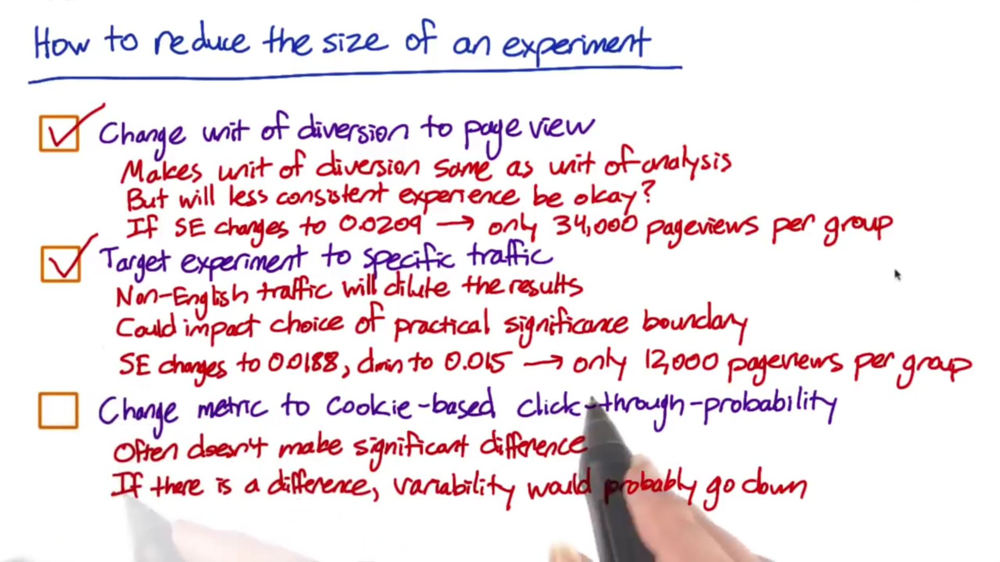 How to reduce the size of an experiment
Change unit of diversion to page view
Makes unit of diversion same as unit of analysis
But will less consistent experience be okay?
If SE changes to 0.0209 → only 34,000 pageviews per group
Target experiment to specific traffic
Non-English traffic will dilute the results
Could impact choice of practical significance boundary
SE changes to 0.0188, dmin to 0.015 → only 12,000 pageviews per group
Change metric to cookie-based click-through-probability
Often doesn't make significant difference
If there is a difference, variability would probably go down